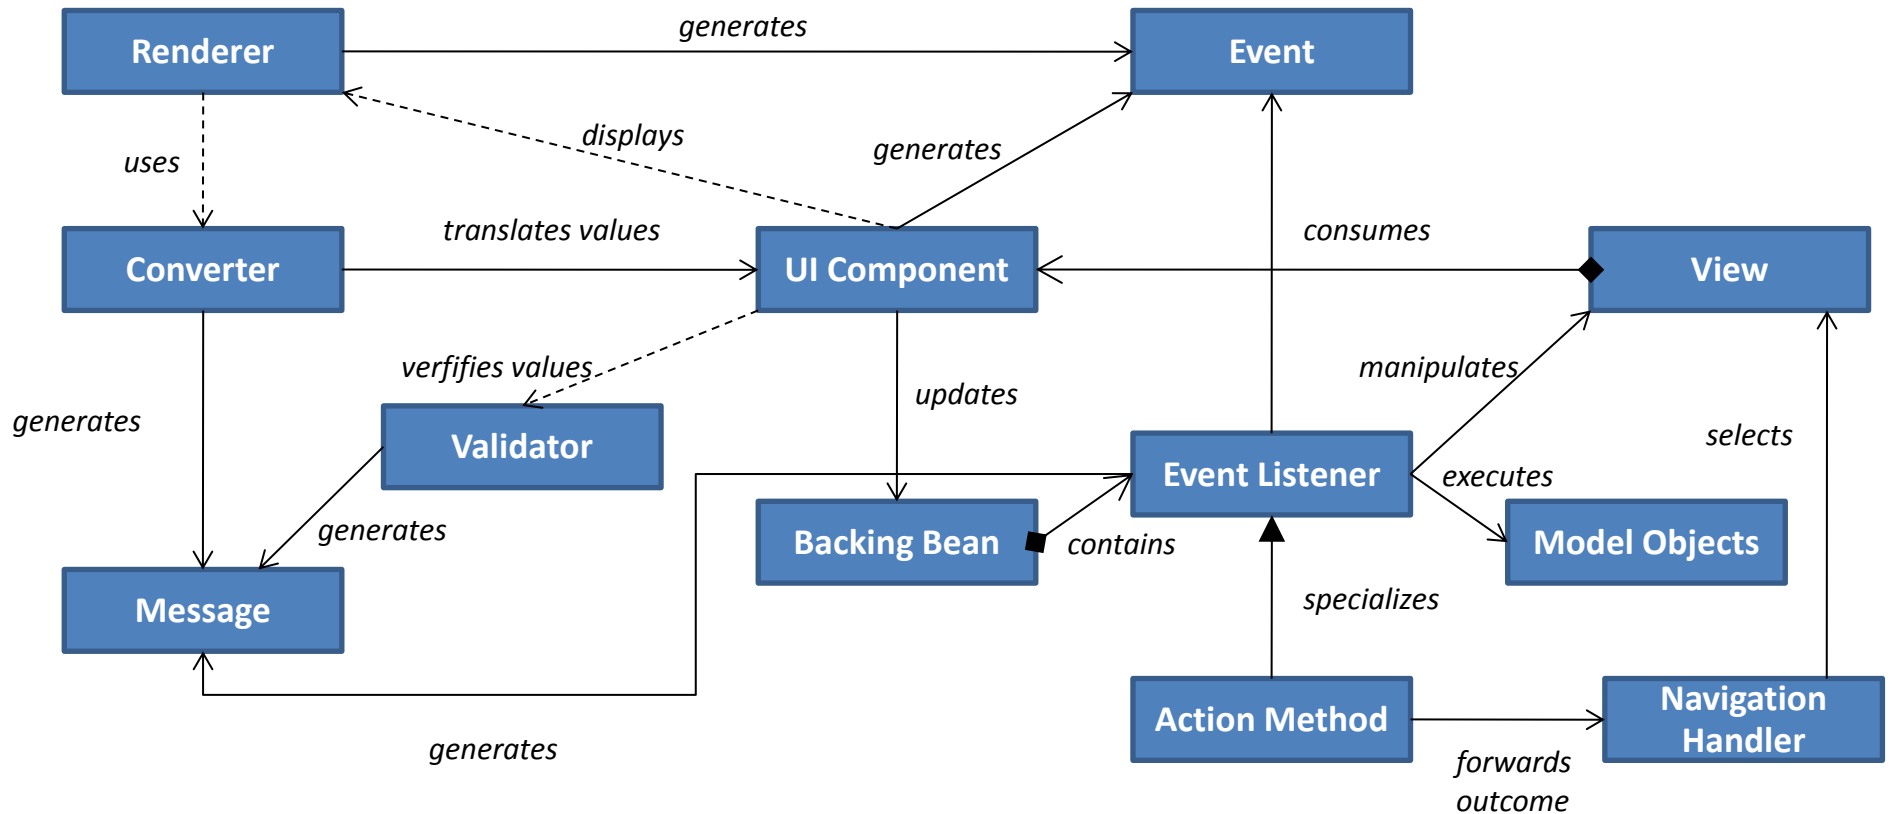 generates
Renderer
Event
displays
generates
uses
translates values
consumes
Converter
UI Component
View
verfifies values
manipulates
updates
generates
selects
Validator
Event Listener
executes
generates
Backing Bean
contains
Model Objects
Message
specializes
Action Method
Navigation
Handler
generates
forwards
outcome